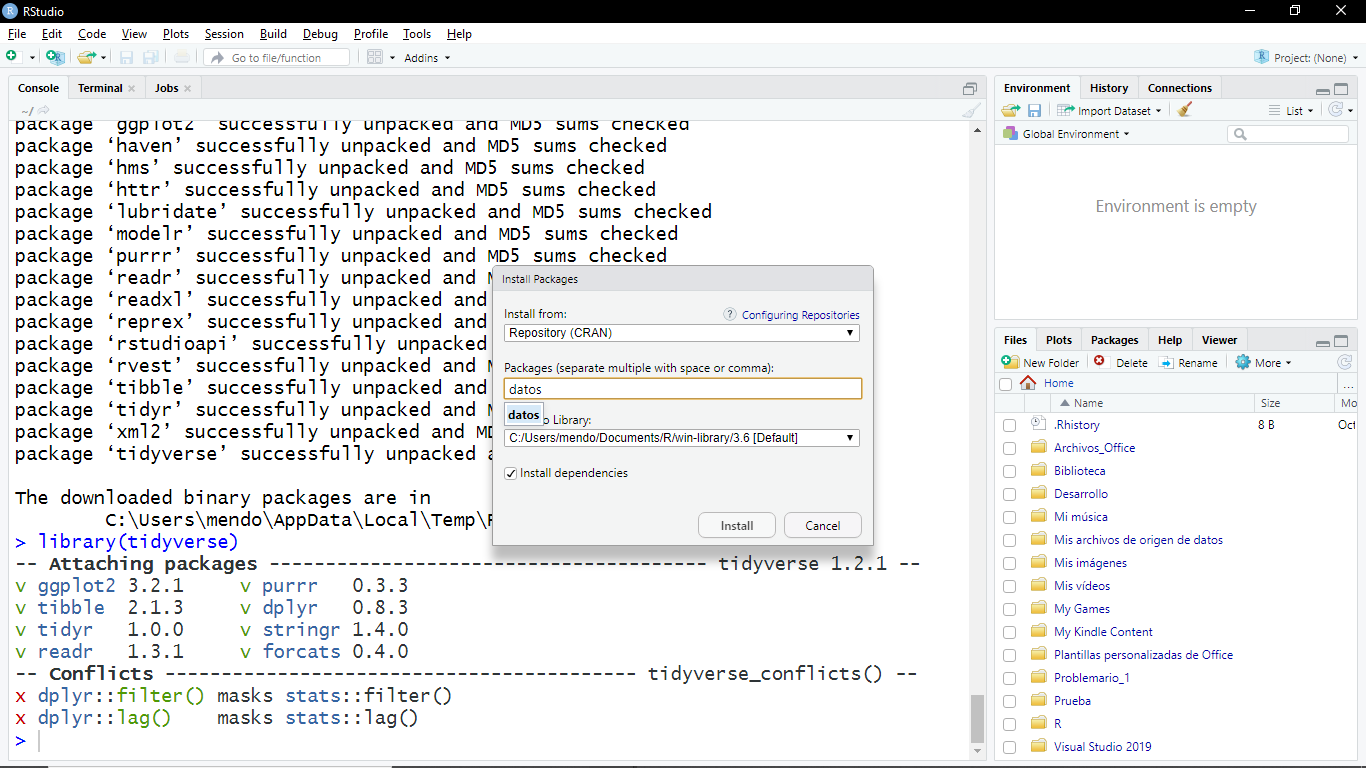 RStudio
File Edit Code View Plots Session Build Debug Profile Tools Help
Go to file/function Addins Project: (None)
Console Terminal Jobs
~/
package ‘ggplot2’ successfully unpacked and MD5 sums checked
package ‘haven’ successfully unpacked and MD5 sums checked
package ‘hms’ successfully unpacked and MD5 sums checked
package ‘httr’ successfully unpacked and MD5 sums checked
package ‘lubridate’ successfully unpacked and MD5 sums checked
package ‘modelr’ successfully unpacked and MD5 sums checked
package ‘purrr’ successfully unpacked and MD5 sums checked
package ‘readr’ successfully unpacked and
package ‘readxl’ successfully unpacked and
package ‘reprex’ successfully unpacked and
package ‘rstudioapi’ successfully unpacked
package ‘rvest’ successfully unpacked and
package ‘tibble’ successfully unpacked and
package ‘tidyr’ successfully unpacked and
package ‘xml2’ successfully unpacked and
package ‘tidyverse’ successfully unpacked
The downloaded binary packages are in
C:\Users\mendo\AppData\Local\Temp\
> library(tidyverse)
-- Attaching packages --------------------------------------- tidyverse 1.2.1 --
v ggplot2 3.2.1 v purrr 0.3.3
v tibble 2.1.3 v dplyr 0.8.3
v tidyr 1.0.0 v stringr 1.4.0
v readr 1.3.1 v forcats 0.4.0
-- Conflicts ------------------------------------------ tidyverse_conflicts() --
x dplyr::filter() masks stats::filter()
x dplyr::lag() masks stats::lag()
>
Install Packages
Install from: ? Configuring Repositories
Repository (CRAN)
Packages (separate multiple with space or comma):
datos
datos
o Library:
C:/Users/mendo/Documents/R/win-library/3.6 [Default]
Install dependencies
Install Cancel
Environment History Connections
Import Dataset List
Global Environment
Environment is empty
Files Plots Packages Help Viewer
New Folder Delete Rename More
Home ...
Name Size Mo
.Rhistory 8 B Oct
Archivos_Office
Biblioteca
Desarrollo
Mi música
Mis archivos de origen de datos
Mis imágenes
Mis vídeos
My Games
My Kindle Content
Plantillas personalizadas de Office
Problemario_1
Prueba
R
Visual Studio 2019